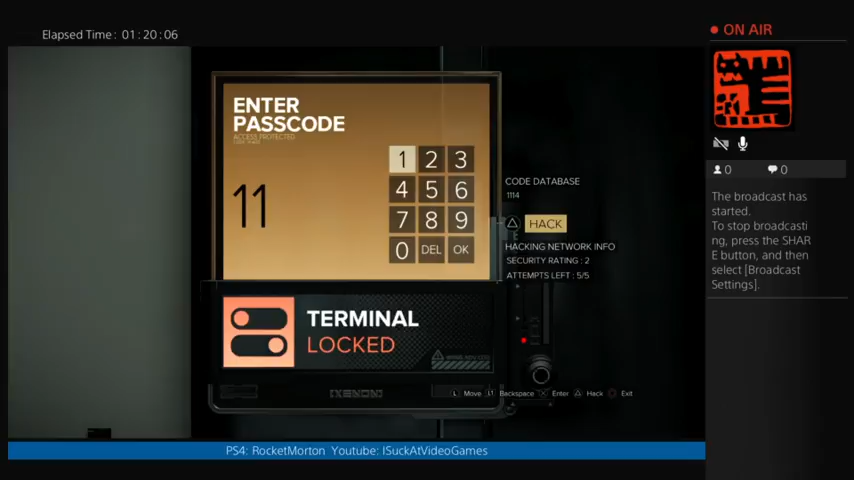 Elapsed Time: 01:20:06
ON AIR
ENTER
PASSCODE
ACCESS PROTECTED
11
1 2 3
4 5 6
7 8 9
0 DEL OK
CODE DATABASE
1114
HACK
HACKING NETWORK INFO
SECURITY RATING : 2
ATTEMPTS LEFT : 5/5
TERMINAL
LOCKED
L Move L1 Backspace Enter Hack Exit
PS4: RocketMorton Youtube: ISuckAtVideoGames
0 0
The broadcast has
started.
To stop broadcasti
ng, press the SHAR
E button, and then
select [Broadcast
Settings].